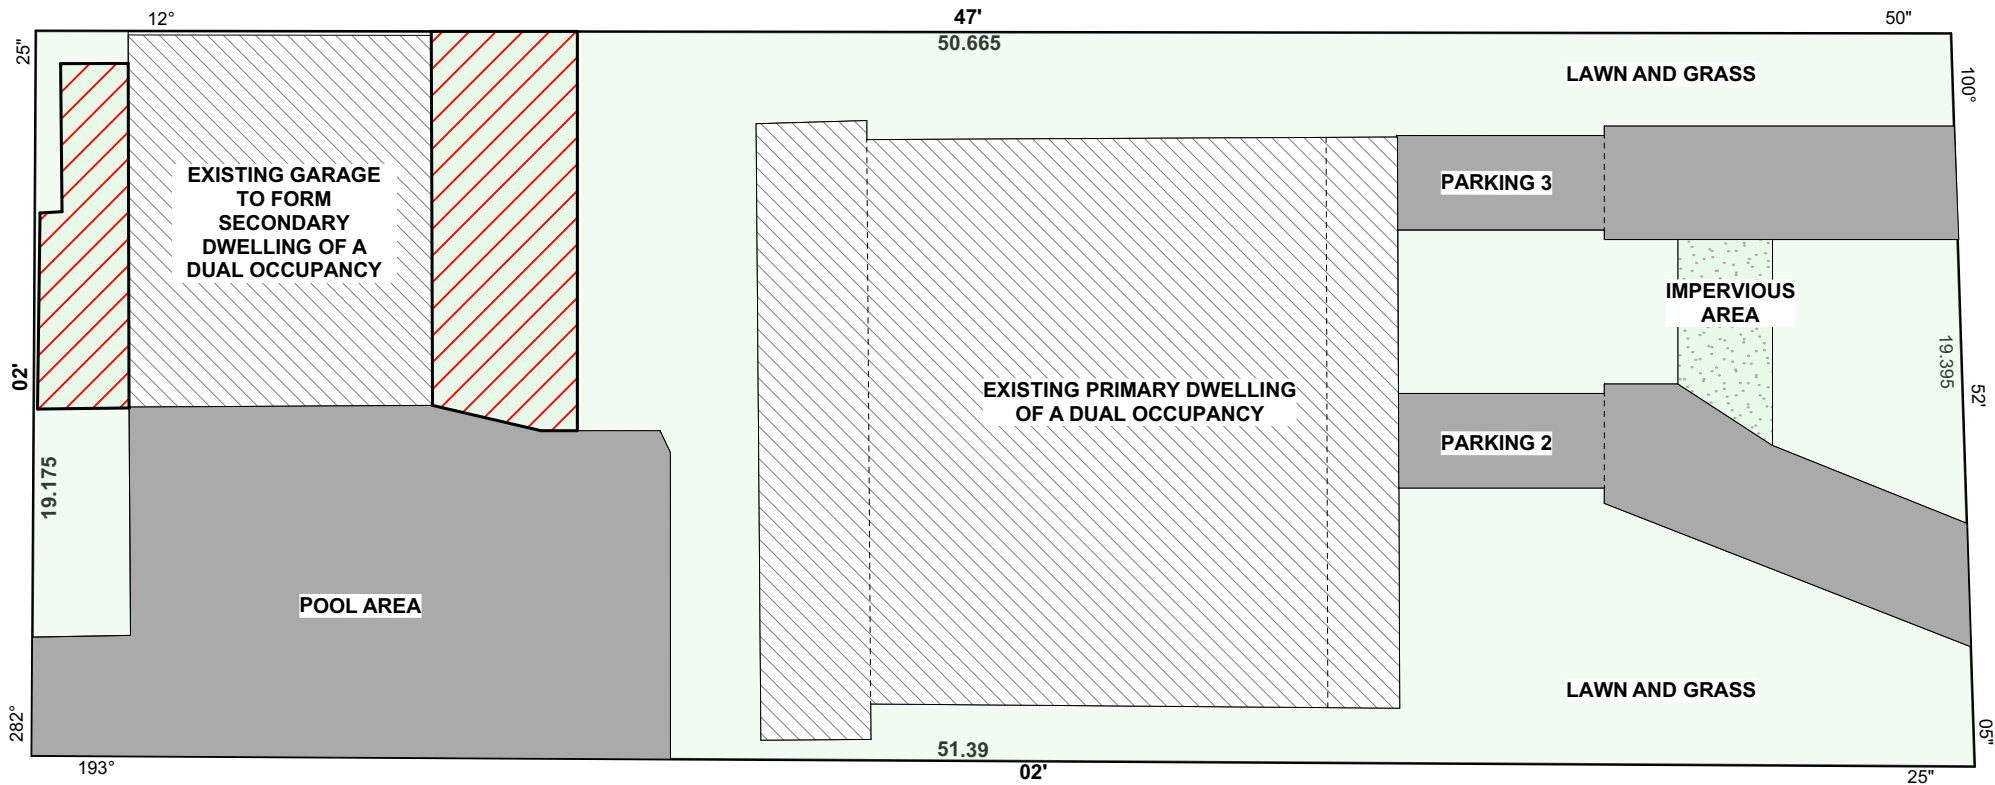 12°
47'
50"
25"
50.665
LAWN AND GRASS
100°
EXISTING GARAGE
TO FORM
SECONDARY
DWELLING OF A
DUAL OCCUPANCY
PARKING 3
IMPERVIOUS
AREA
19.395
02'
EXISTING PRIMARY DWELLING
OF A DUAL OCCUPANCY
52'
PARKING 2
19.175
POOL AREA
LAWN AND GRASS
282°
05"
51.39
193°
02'
25"